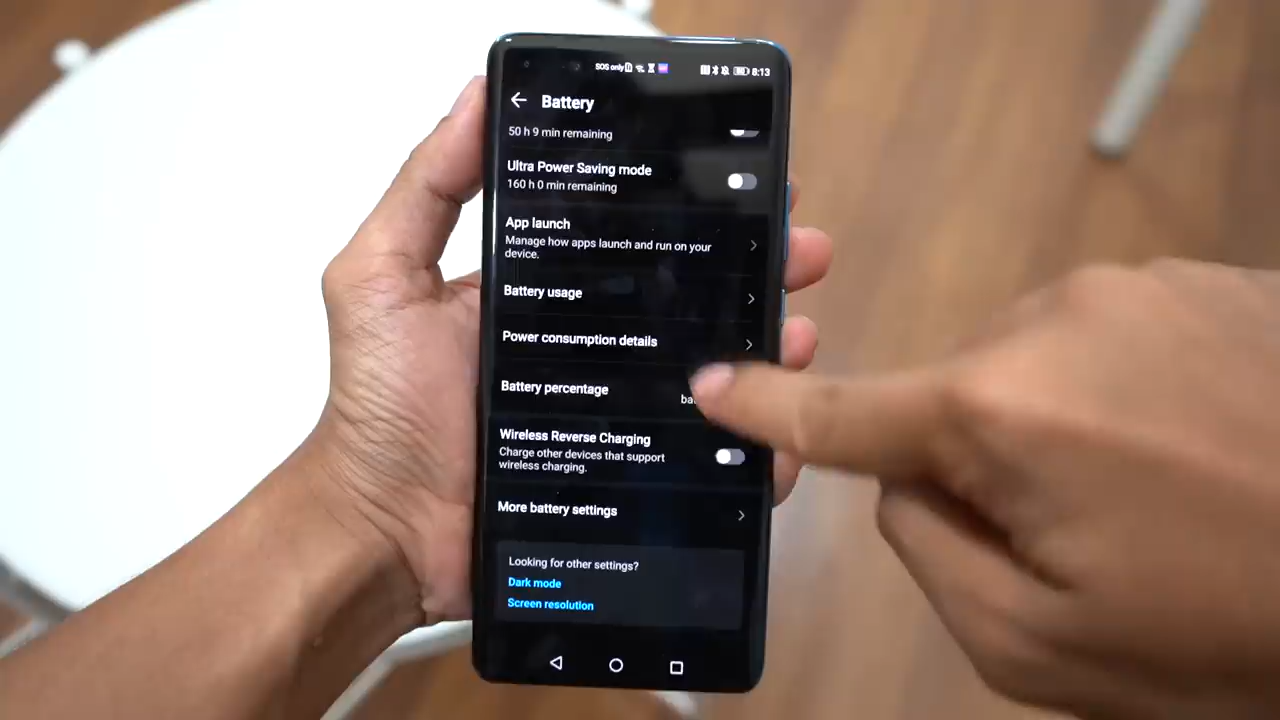 SOS only 8:13
Battery
50 h 9 min remaining
Ultra Power Saving mode
160 h 0 min remaining
App launch
Manage how apps launch and run on your
device.
Battery usage
Power consumption details
Battery percentage
Wireless Reverse Charging
Charge other devices that support
wireless charging.
More battery settings
Looking for other settings?
Dark mode
Screen resolution